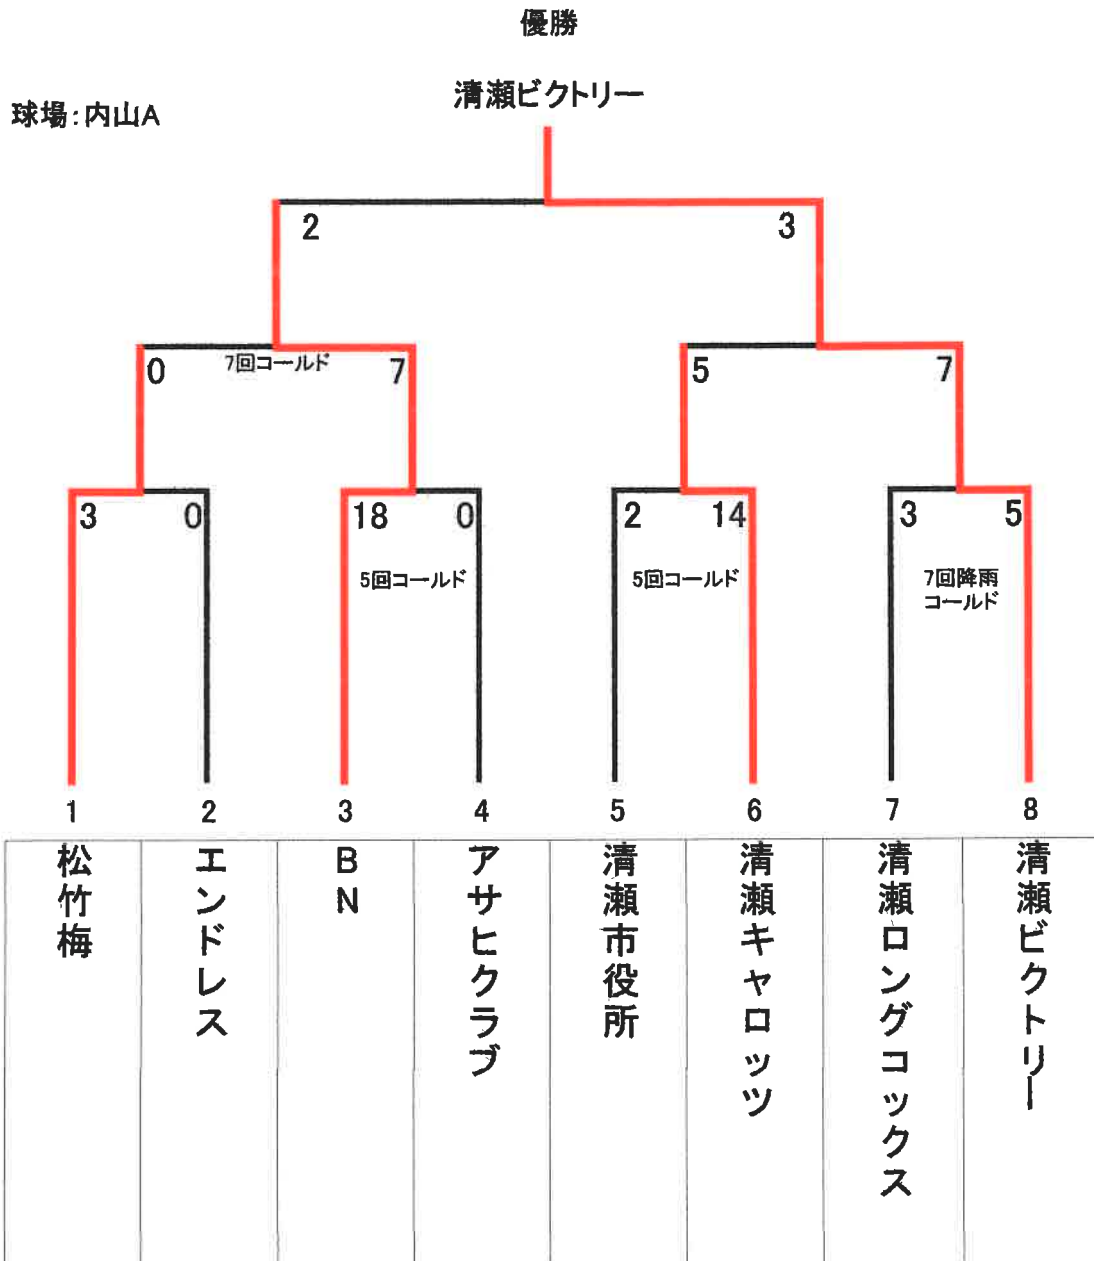 優勝
清瀬ビクトリー
球場:内山A
2
3
0
7回コールド
7
5
7
3
0
18
0
2
14
3
5
5回コールド
5回コールド
7回降雨
コールド
1
2
3
4
5
6
7
8
松竹梅
エンドレス
BN
アサヒクラブ
清瀬市役所
清瀬キャロッツ
清瀬ロングコックス
清瀬ビクトリー